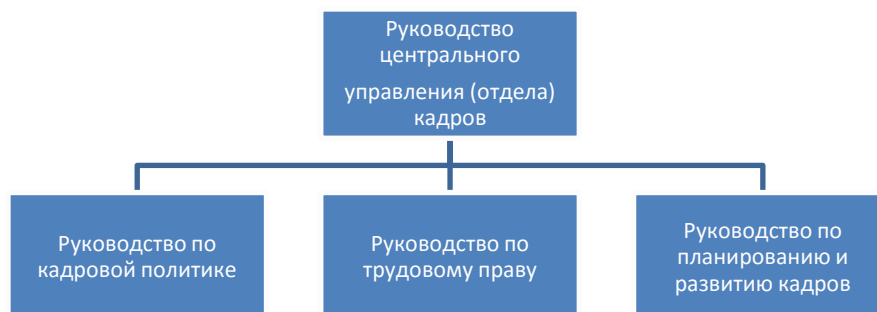 Руководство
центрального
управления (отдела)
кадров
Руководство по
кадровой политике
Руководство по
трудовому праву
Руководство по
планированию и
развитию кадров